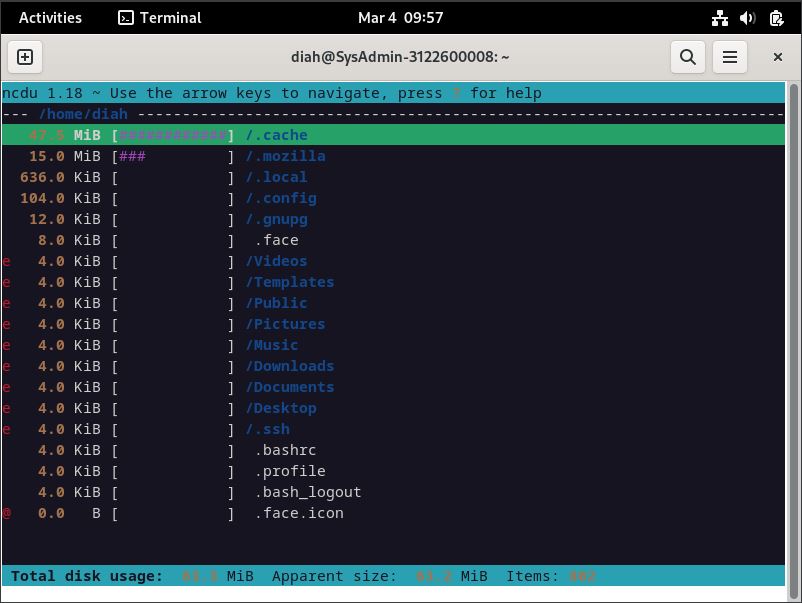 Activities Terminal Mar 4 09:57
diah@SysAdmin-3122600008: ~
ncdu 1.18 ~ Use the arrow keys to navigate, press ? for help
--- /home/diah ------------------------------------------------------------------------
47.5 MiB [############] /.cache
15.0 MiB [### ] /.mozilla
636.0 KiB [ ] /.local
104.0 KiB [ ] /.config
12.0 KiB [ ] /.gnupg
8.0 KiB [ ] .face
e 4.0 KiB [ ] /Videos
e 4.0 KiB [ ] /Templates
e 4.0 KiB [ ] /Public
e 4.0 KiB [ ] /Pictures
e 4.0 KiB [ ] /Music
e 4.0 KiB [ ] /Downloads
e 4.0 KiB [ ] /Documents
e 4.0 KiB [ ] /Desktop
e 4.0 KiB [ ] /.ssh
4.0 KiB [ ] .bashrc
4.0 KiB [ ] .profile
4.0 KiB [ ] .bash_logout
@ 0.0 B [ ] .face.icon
Total disk usage: MiB Apparent size: MiB Items: